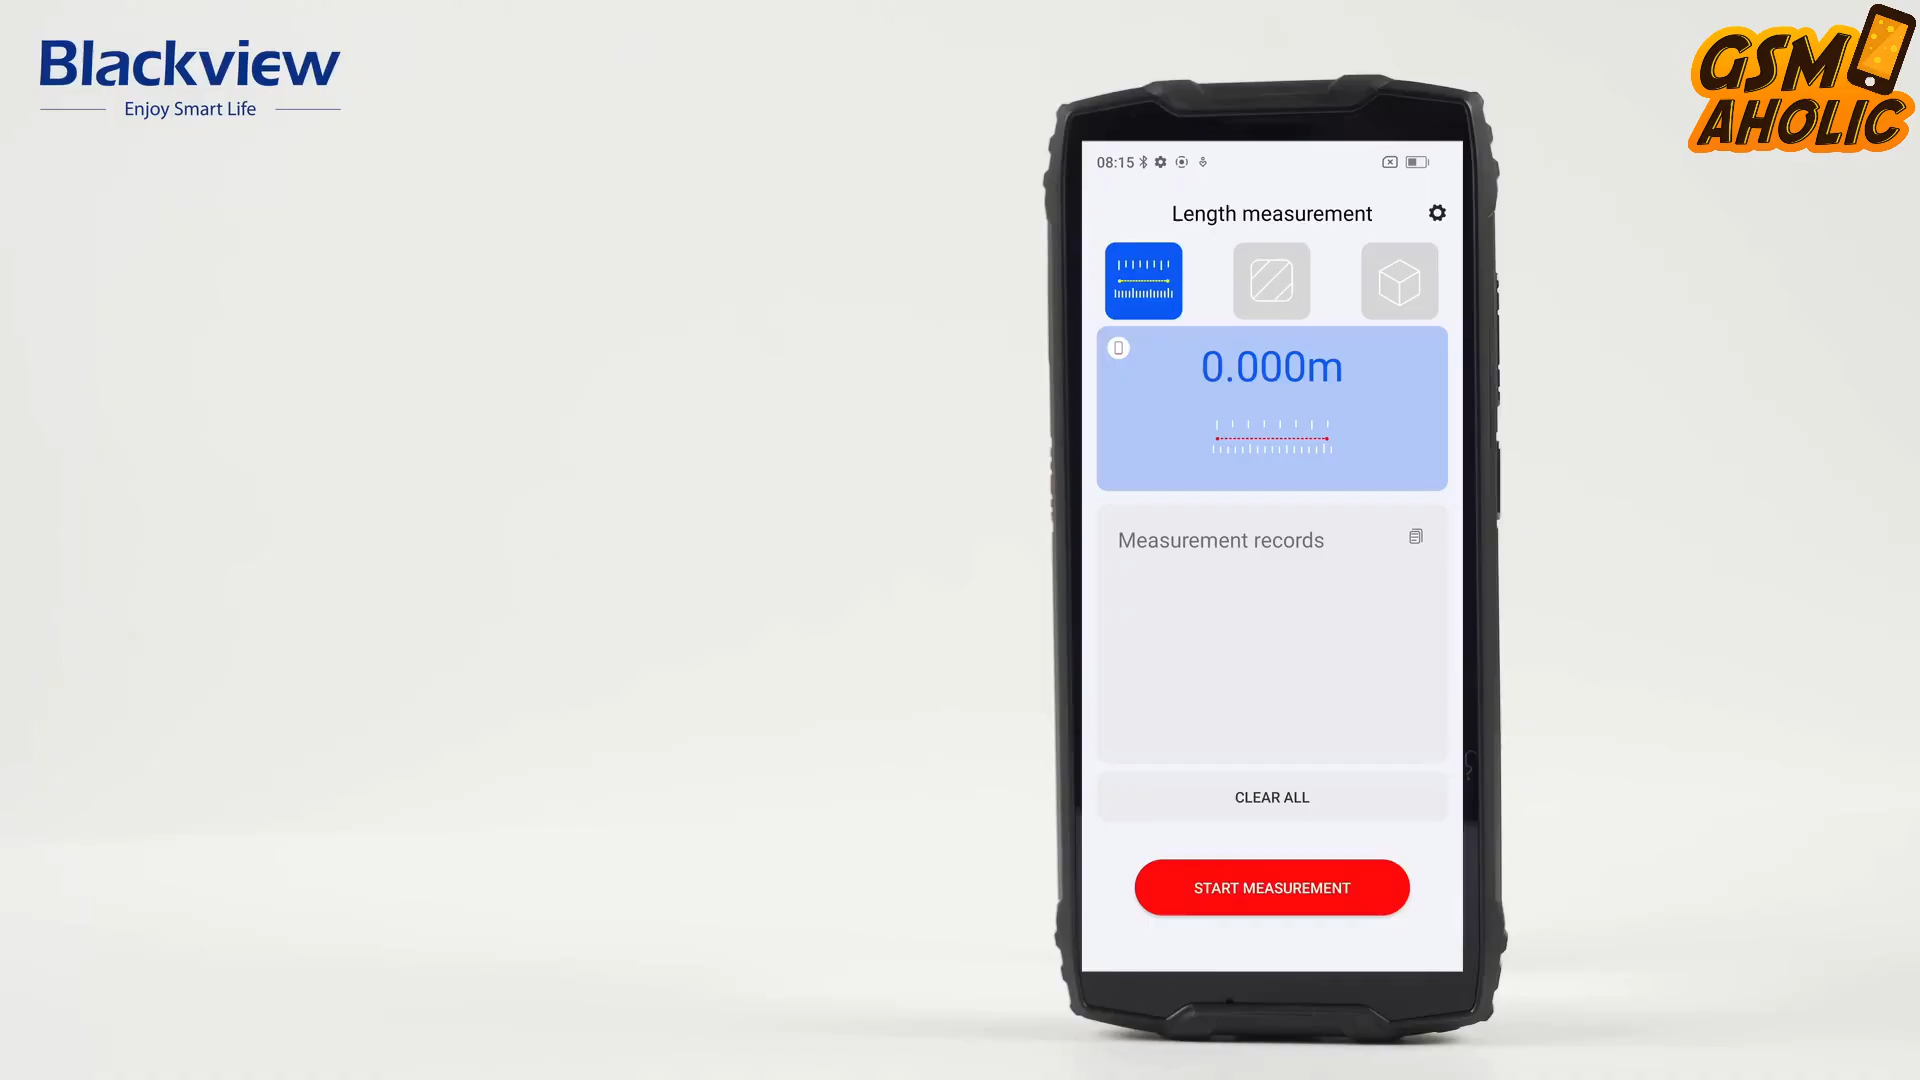 Blackview
Enjoy Smart Life
GSM
AHOLIC
08:15
Length measurement
0.000m
Measurement records
CLEAR ALL
START MEASUREMENT